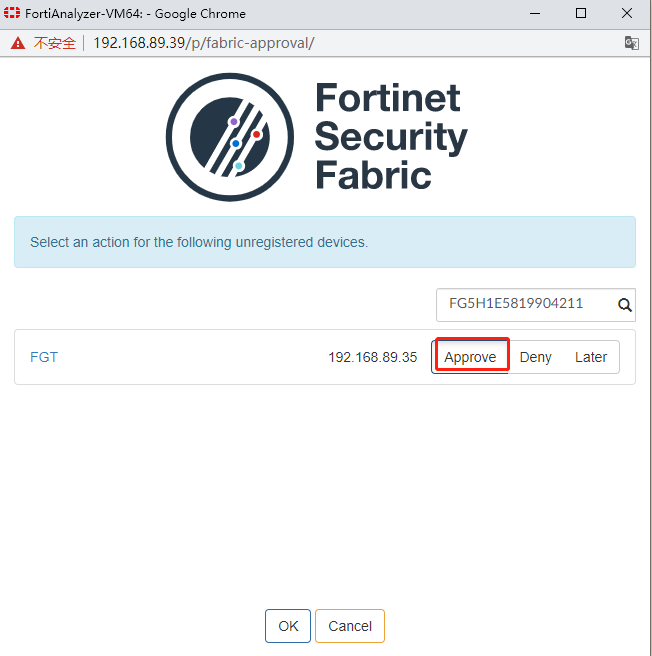 FortiAnalyzer-VM64: - Google Chrome
不安全 192.168.89.39/p/fabric-approval/
Fortinet
Security
Fabric
Select an action for the following unregistered devices.
FG5H1E5819904211
FGT 192.168.89.35 Approve Deny Later
OK Cancel